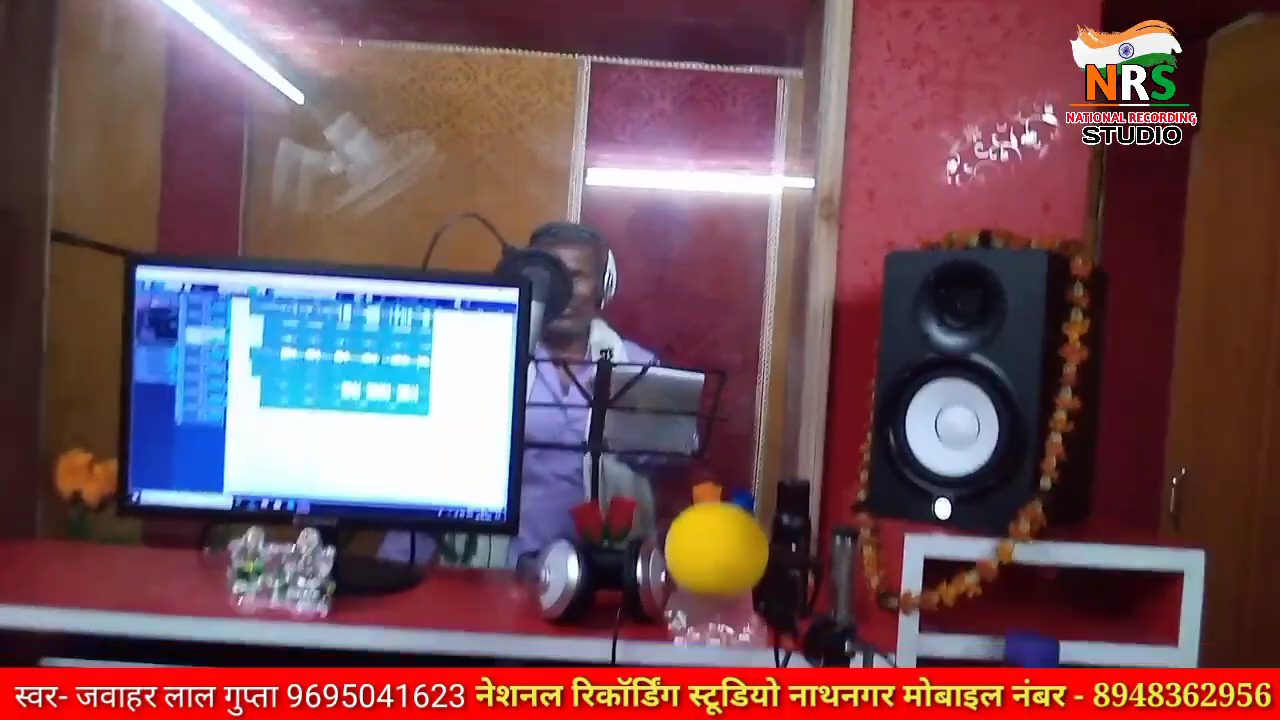 NRS
NATIONAL RECORDING
STUDIO
स्वर- जवाहर लाल गुप्ता 9695041623 नेशनल रिकॉर्डिंग स्टूडियो नाथनगर मोबाइल नंबर - 8948362956